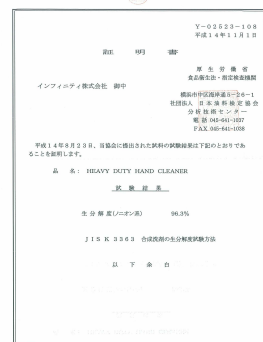 Y-02523-108
平成14年11月1日
証明書
厚生労働省
食品衛生法・指定検査機関
インフィニティ株式会社 御中
横浜市中区海岸通5-26-1
社団法人 日本油料検定協会
分析技術センター
電話 045-641-1037
FAX 045-641-1038
平成14年8月23日、当協会に提出された試料の試験結果は下記のとおりであ
ることを証明します。
品名: HEAVY DUTY HAND CLEANER
試験結果
生分解度(ノニオン系) 96.3%
JIS K 3363 合成洗剤の生分解度試験方法
以下余白